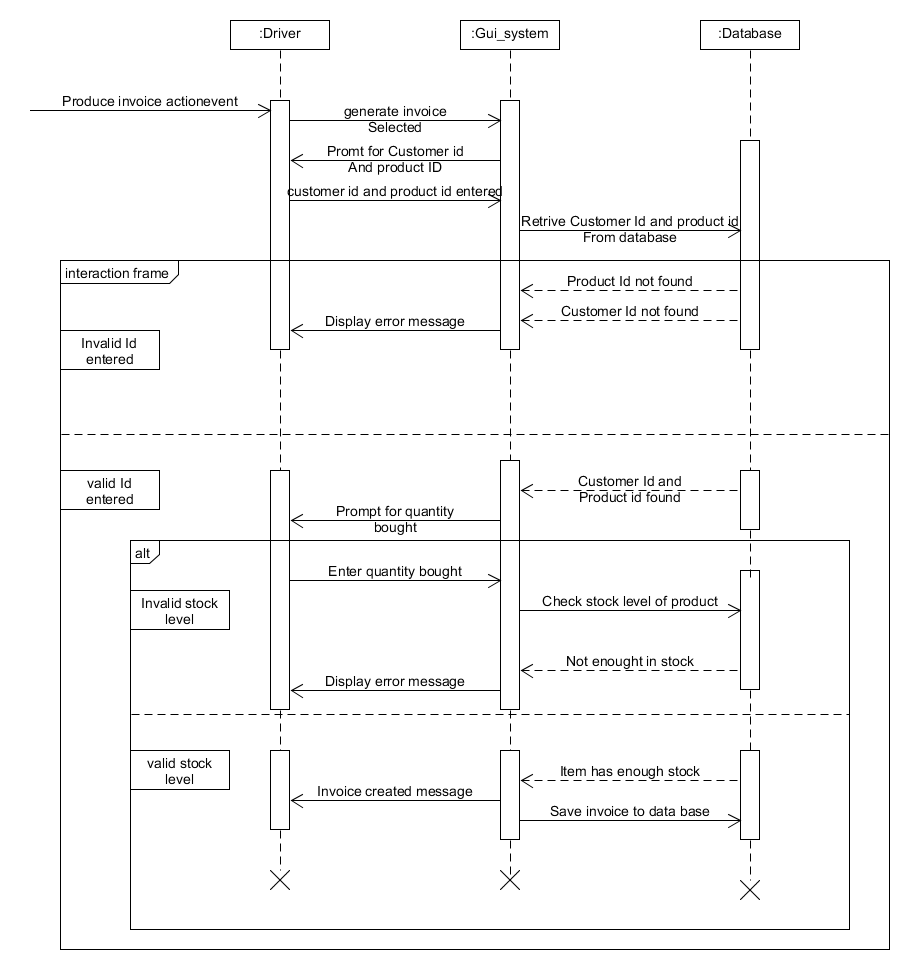 :Driver
:Gui_system
:Database
Produce invoice actionevent
generate invoice
Selected
Promt for Customer id
And product ID
customer id and product id entered
Retrive Customer Id and product id
From database
interaction frame
Product Id not found
Customer Id not found
Display error message
Invalid Id
entered
valid Id
entered
Customer Id and
Product id found
Prompt for quantity
bought
alt
Enter quantity bought
Invalid stock
level
Check stock level of product
Not enought in stock
Display error message
valid stock
level
Item has enough stock
Invoice created message
Save invoice to data base